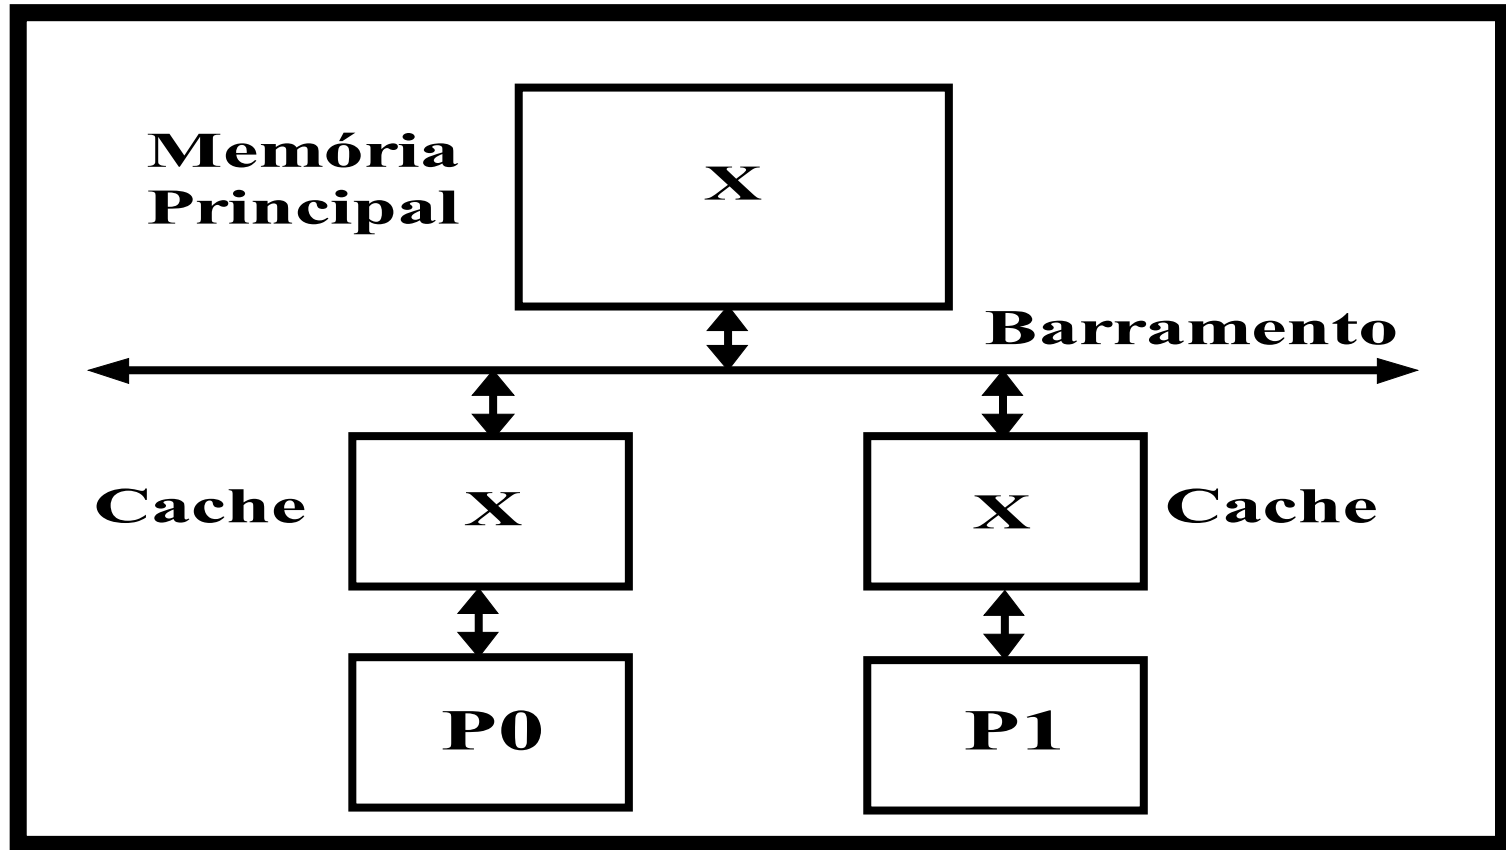 Memória
Principal
X
Barramento
Cache
X
X
Cache
P0
P1